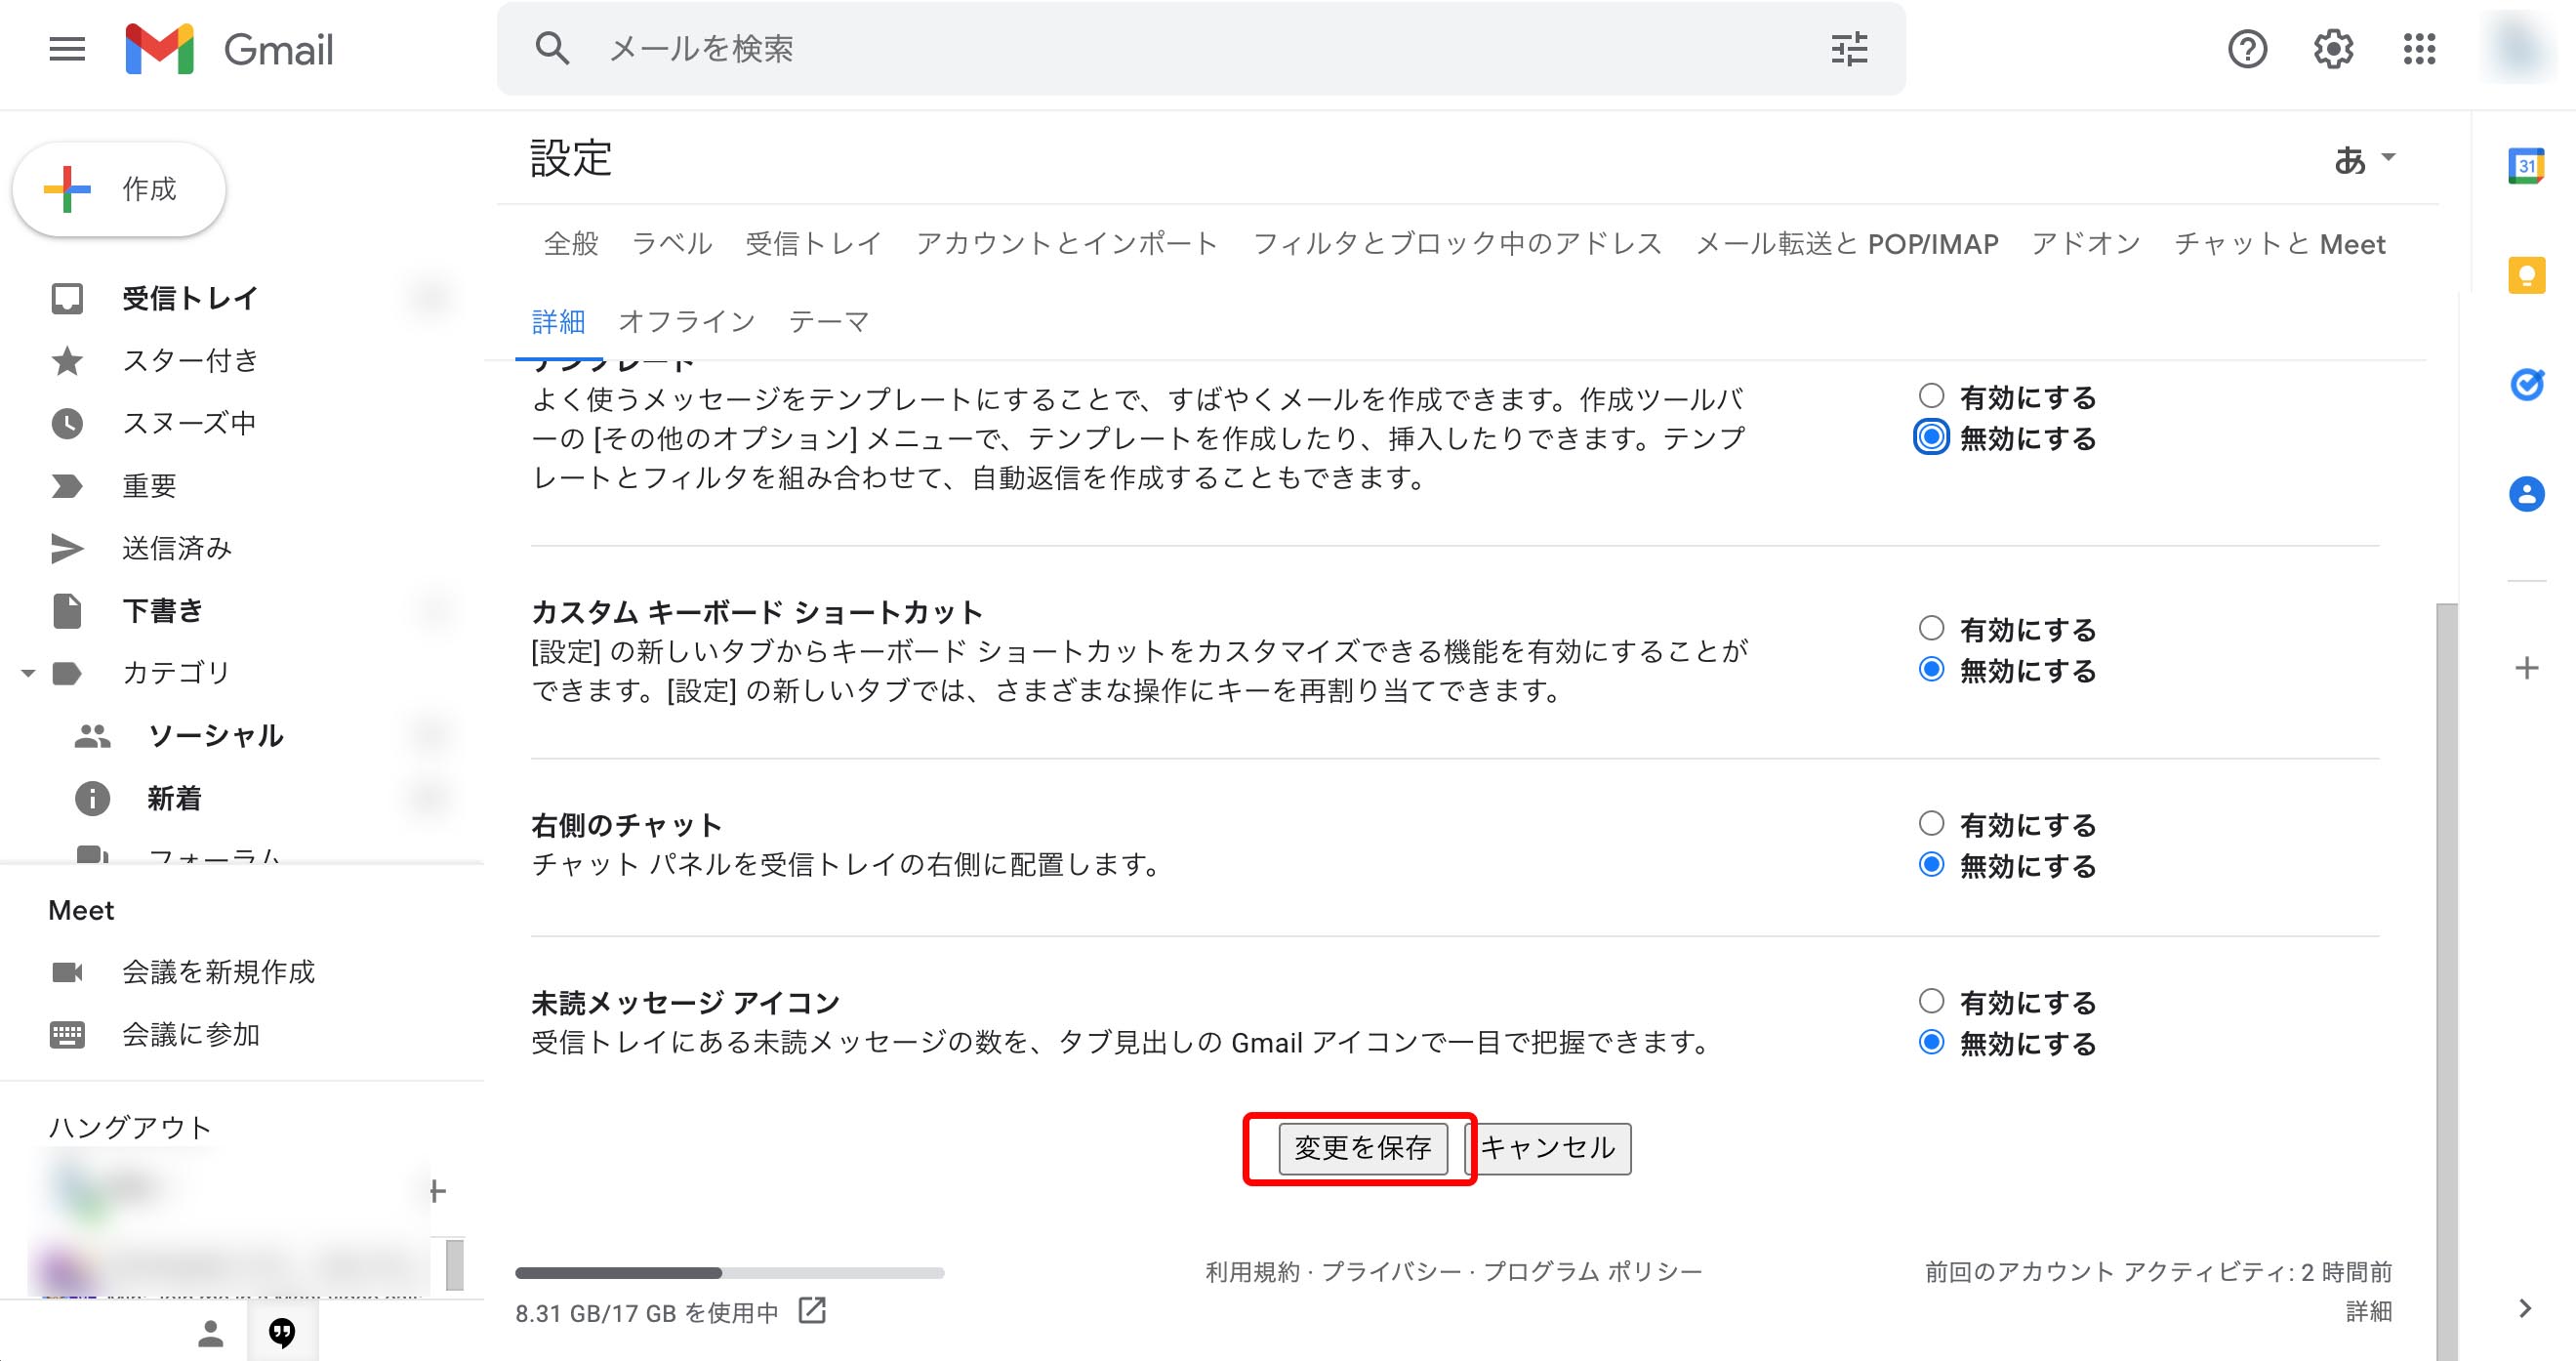 Gmail
メールを検索
作成
受信トレイ
スター付き
スヌーズ中
重要
送信済み
下書き
カテゴリ
ソーシャル
新着
フォーラム
Meet
会議を新規作成
会議に参加
ハングアウト
設定
あ
全般 ラベル 受信トレイ アカウントとインポート フィルタとブロック中のアドレス メール転送と POP/IMAP アドオン チャットと Meet
詳細 オフライン テーマ
テンプレート
よく使うメッセージをテンプレートにすることで、すばやくメールを作成できます。作成ツールバ
ーの [その他のオプション] メニューで、テンプレートを作成したり、挿入したりできます。テンプ
レートとフィルタを組み合わせて、自動返信を作成することもできます。
有効にする
無効にする
カスタム キーボード ショートカット
[設定] の新しいタブからキーボード ショートカットをカスタマイズできる機能を有効にすることが
できます。[設定] の新しいタブでは、さまざまな操作にキーを再割り当てできます。
有効にする
無効にする
右側のチャット
チャット パネルを受信トレイの右側に配置します。
有効にする
無効にする
未読メッセージ アイコン
受信トレイにある未読メッセージの数を、タブ見出しの Gmail アイコンで一目で把握できます。
有効にする
無効にする
変更を保存 キャンセル
8.31 GB/17 GB を使用中
利用規約 · プライバシー · プログラム ポリシー
前回のアカウント アクティビティ: 2 時間前
詳細
31